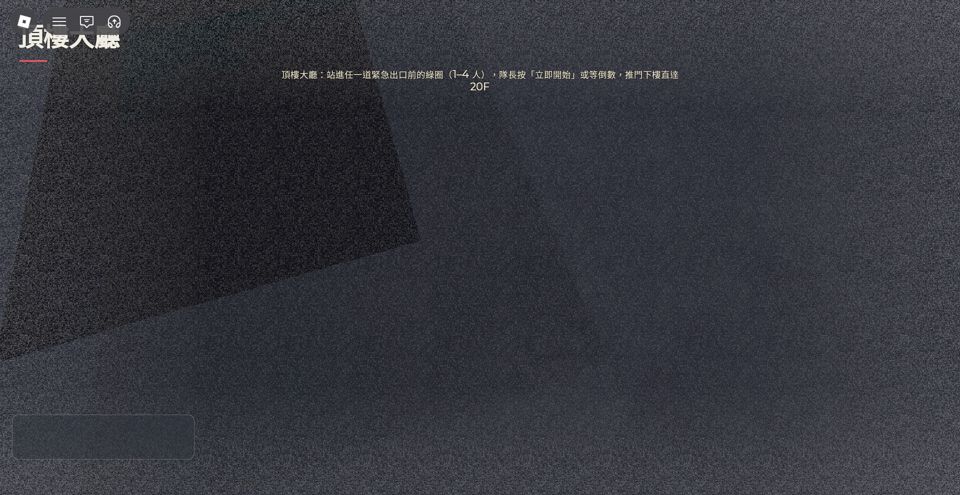 頂樓大廳
頂樓大廳：站進任一道緊急出口前的綠圈（1–4 人），隊長按「立即開始」或等倒數，推門下樓直達
20F